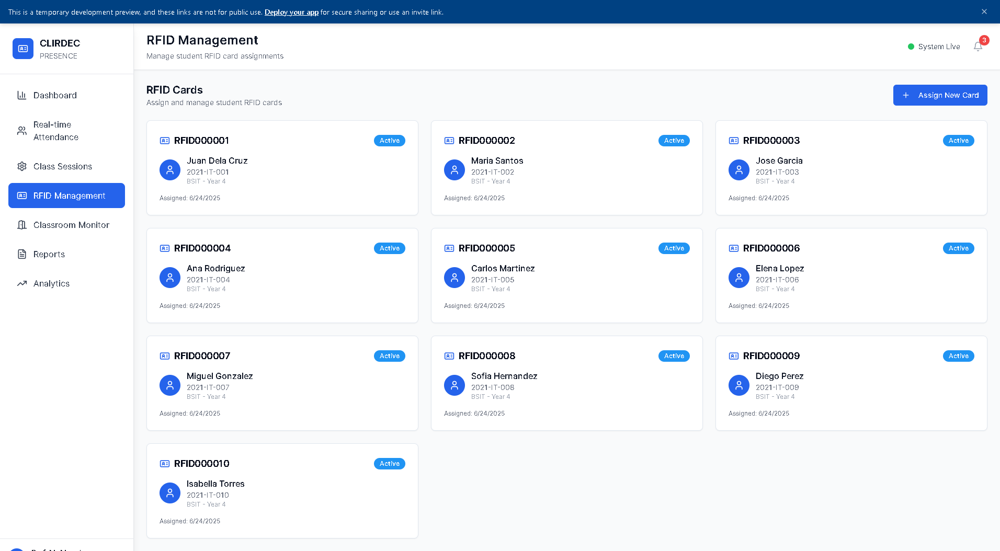 This is a temporary development preview, and these links are not for public use. Deploy your app for secure sharing or use an invite link.
CLIRDEC
PRESENCE
Dashboard
Real-time
Attendance
Class Sessions
RFID Management
Classroom Monitor
Reports
Analytics
RFID Management
Manage student RFID card assignments
System Live
3
RFID Cards
Assign and manage student RFID cards
Assign New Card
RFID000001
Active
Juan Dela Cruz
2021-IT-001
BSIT - Year 4
Assigned: 6/24/2025
RFID000002
Active
Maria Santos
2021-IT-002
BSIT - Year 4
Assigned: 6/24/2025
RFID000003
Active
Jose Garcia
2021-IT-003
BSIT - Year 4
Assigned: 6/24/2025
RFID000004
Active
Ana Rodriguez
2021-IT-004
BSIT - Year 4
Assigned: 6/24/2025
RFID000005
Active
Carlos Martinez
2021-IT-005
BSIT - Year 4
Assigned: 6/24/2025
RFID000006
Active
Elena Lopez
2021-IT-006
BSIT - Year 4
Assigned: 6/24/2025
RFID000007
Active
Miguel Gonzalez
2021-IT-007
BSIT - Year 4
Assigned: 6/24/2025
RFID000008
Active
Sofia Hernandez
2021-IT-008
BSIT - Year 4
Assigned: 6/24/2025
RFID000009
Active
Diego Perez
2021-IT-009
BSIT - Year 4
Assigned: 6/24/2025
RFID000010
Active
Isabella Torres
2021-IT-010
BSIT - Year 4
Assigned: 6/24/2025